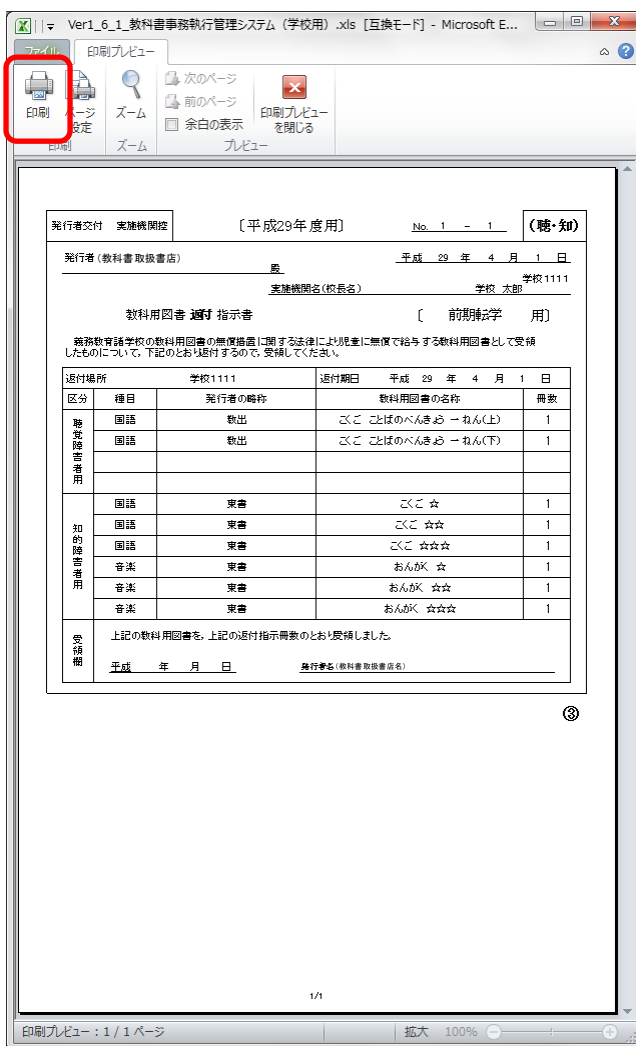 Ver1_6_1_教科書事務執行管理システム（学校用）.xls [互換モード] - Microsoft E...
ファイル 印刷プレビュー
印刷 ページ設定 ズーム 次のページ 前のページ 余白の表示 印刷プレビューを閉じる
印刷 ズーム プレビュー
発行者交付 実施機関控 〔平成29年度用〕 No. 1 - 1 (聴・知)
発行者(教科書取扱書店) 殿 平成 29 年 4 月 1 日
学校1111
実施機関名(校長名) 学校 太郎
教科用図書 返付 指示書 〔 前期転学 用〕
義務教育諸学校の教科用図書の無償措置に関する法律により児童に無償で給与する教科用図書として受領
したものについて，下記のとおり返付するので，受領してください。
返付場所 学校1111 返付期日 平成 29 年 4 月 1 日
区分 種目 発行者の略称 教科用図書の名称 冊数
聴覚障害者用
国語 教出 こくご ことばのべんきょう 一ねん(上) 1
国語 教出 こくご ことばのべんきょう 一ねん(下) 1
知的障害者用
国語 東書 こくご ☆ 1
国語 東書 こくご ☆☆ 1
国語 東書 こくご ☆☆☆ 1
音楽 東書 おんがく ☆ 1
音楽 東書 おんがく ☆☆ 1
音楽 東書 おんがく ☆☆☆ 1
受領欄
上記の教科用図書を，上記の返付指示冊数のとおり受領しました。
平成 年 月 日 発行者名(教科書取扱書店名)
③
1/1
印刷プレビュー：1 / 1 ページ 拡大 100%